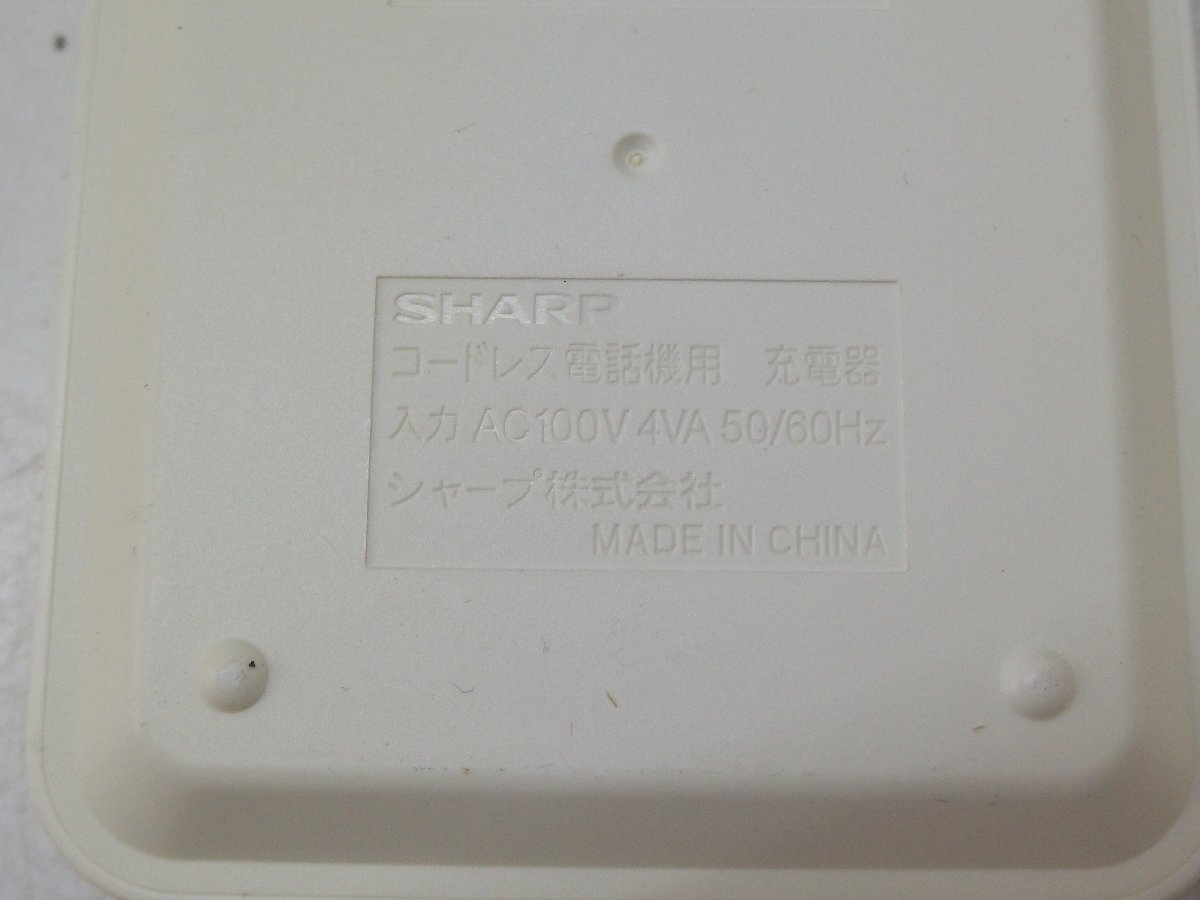 SHARP
コードレス電話機用　充電器
入力 AC100V 4VA 50/60Hz
シャープ株式会社
MADE IN CHINA